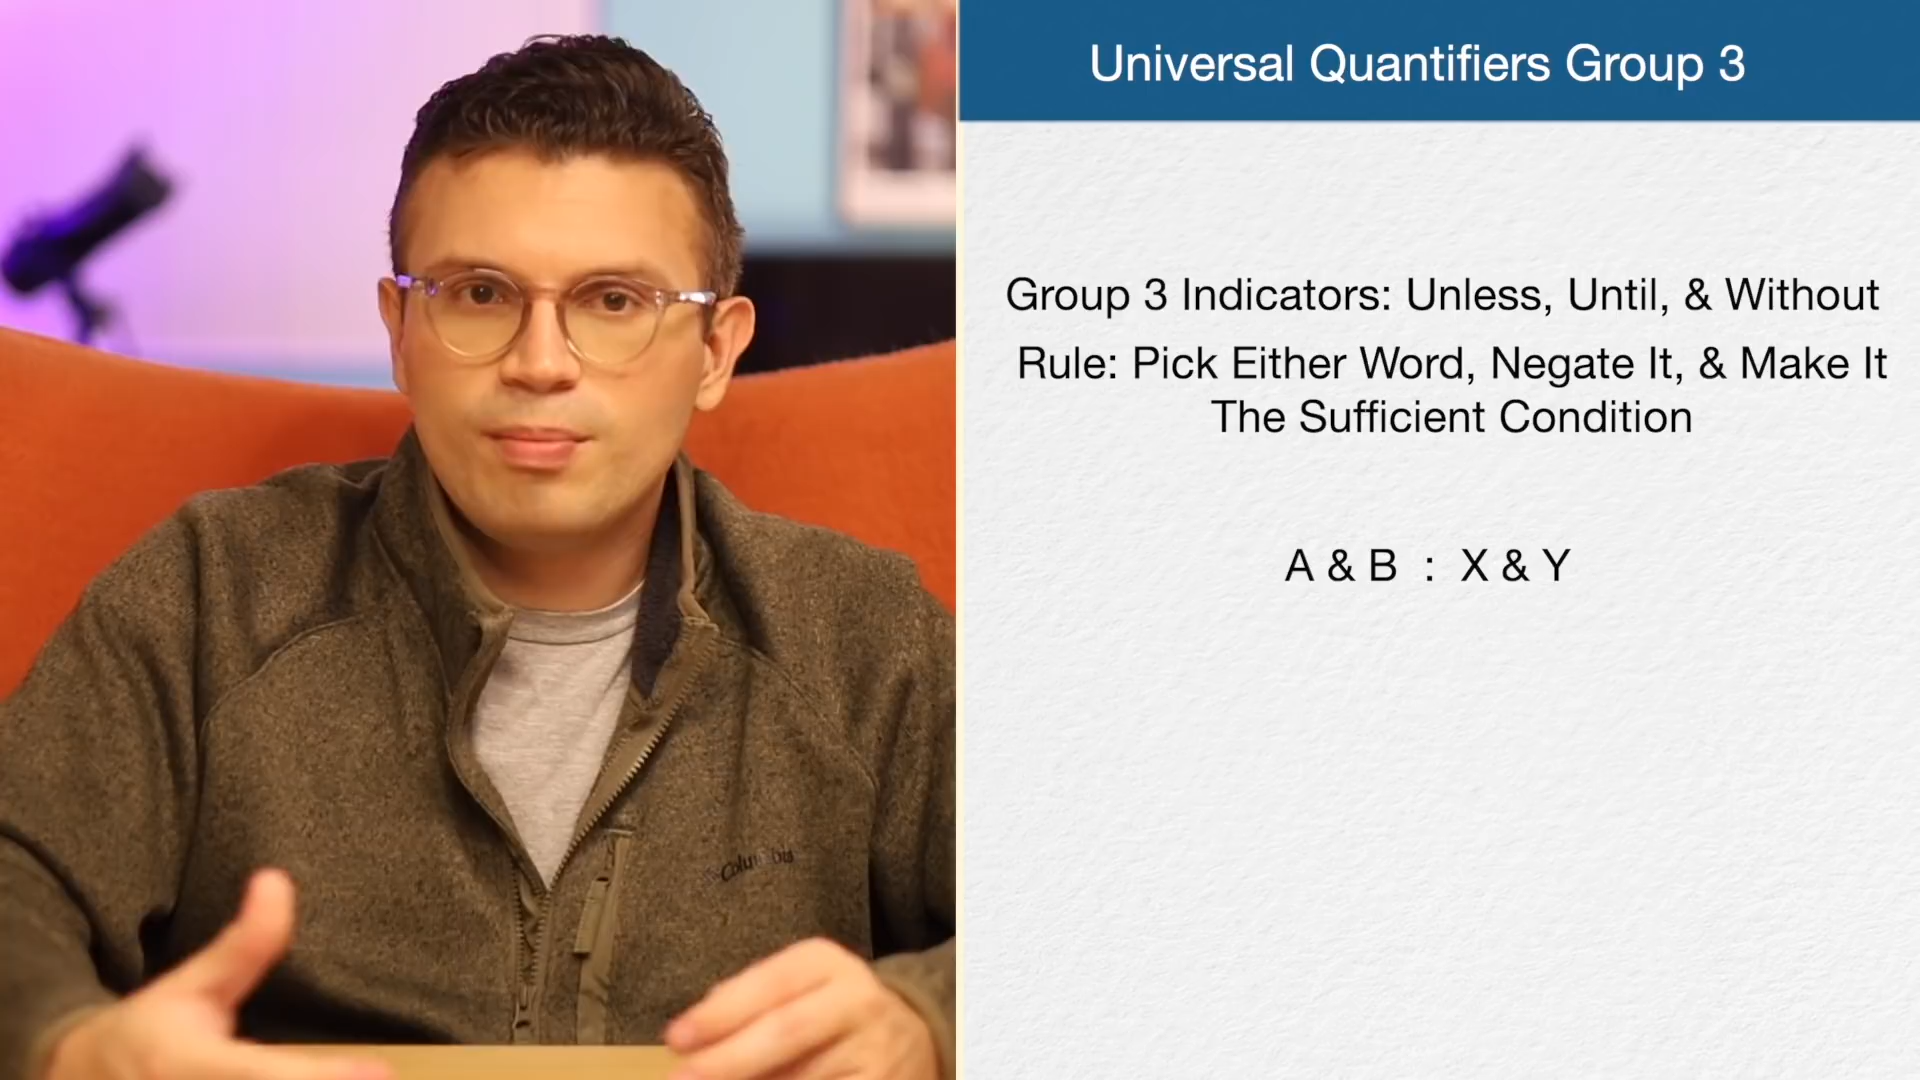 Universal Quantifiers Group 3
Group 3 Indicators: Unless, Until, & Without
Rule: Pick Either Word, Negate It, & Make It
The Sufficient Condition
A & B : X & Y
Columbia